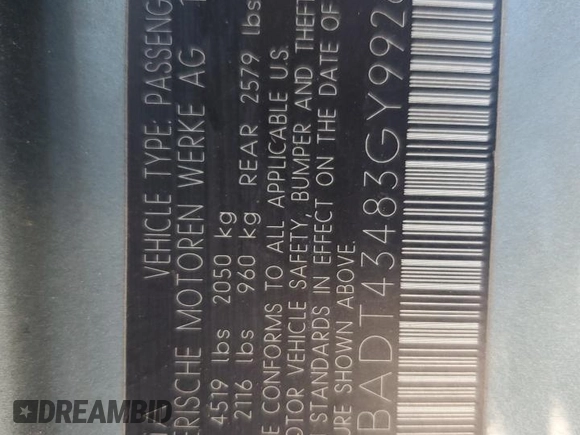 VEHICLE TYPE: PASSENG
ERISCHE MOTOREN WERKE AG
4519 lbs 2050 kg
2116 lbs 960 kg REAR 2579 lbs
E CONFORMS TO ALL APPLICABLE U.S.
OTOR VEHICLE SAFETY, BUMPER AND THEFT
STANDARDS IN EFFECT ON THE DATE OF
URE SHOWN ABOVE.
BADT43483GY992
DREAMBID